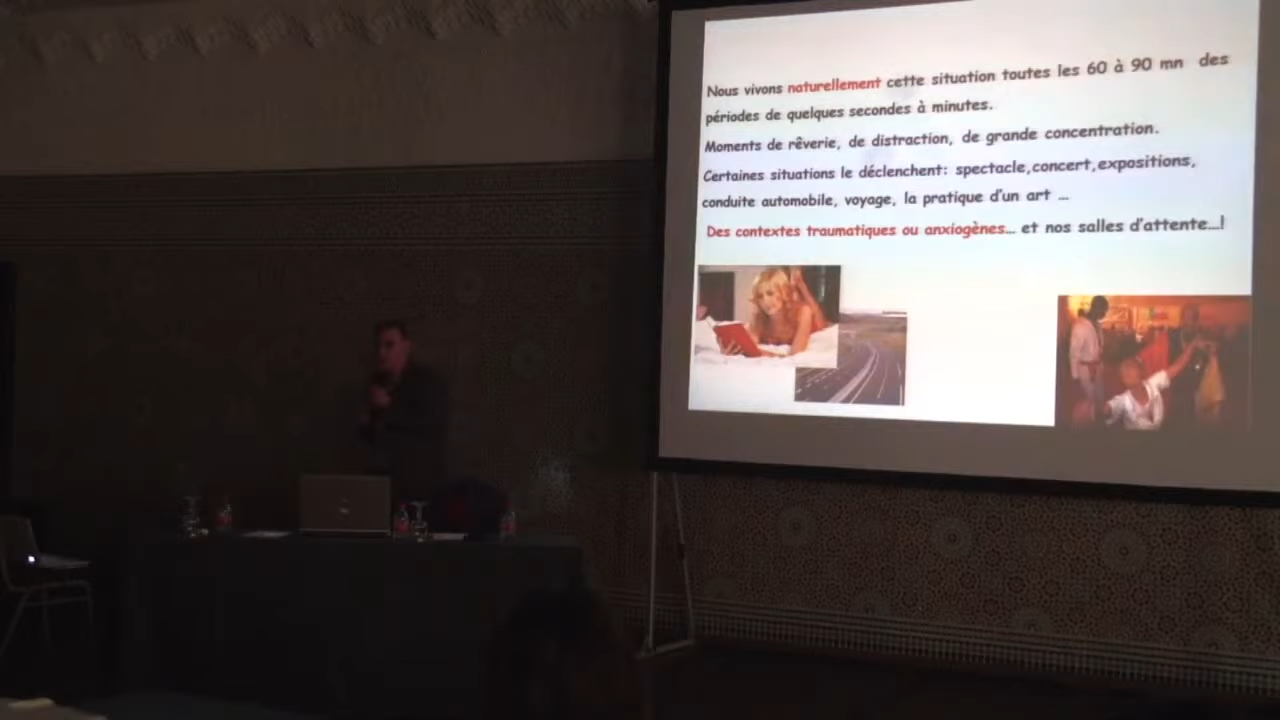 Nous vivons naturellement cette situation toutes les 60 à 90 mn des
périodes de quelques secondes à minutes.
Moments de rêverie, de distraction, de grande concentration.
Certaines situations le déclenchent: spectacle,concert,expositions,
conduite automobile, voyage, la pratique d'un art ...
Des contextes traumatiques ou anxiogènes... et nos salles d'attente...!